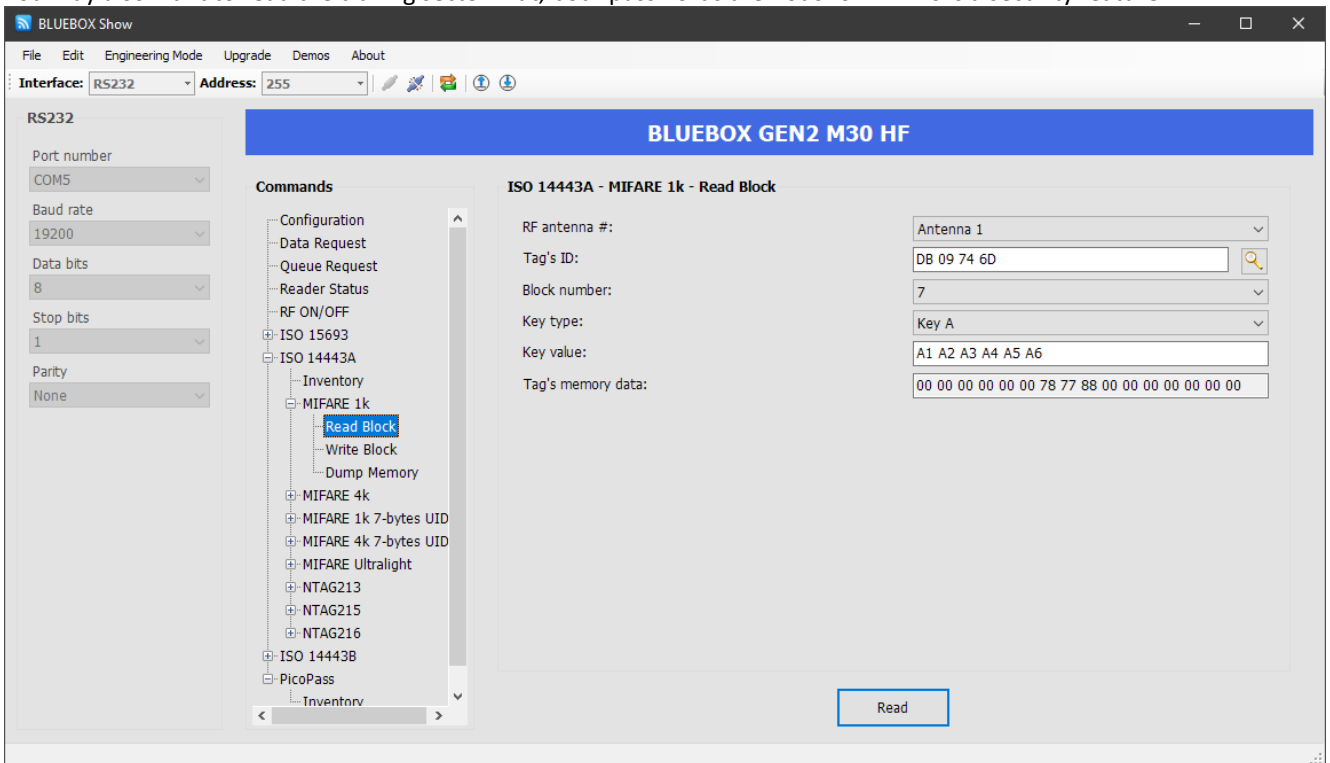 BLUEBOX Show
File Edit Engineering Mode Upgrade Demos About
Interface: RS232 Address: 255
RS232
Port number
COM5
Baud rate
19200
Data bits
8
Stop bits
1
Parity
None
BLUEBOX GEN2 M30 HF
Commands
Configuration
Data Request
Queue Request
Reader Status
RF ON/OFF
ISO 15693
ISO 14443A
Inventory
MIFARE 1k
Read Block
Write Block
Dump Memory
MIFARE 4k
MIFARE 1k 7-bytes UID
MIFARE 4k 7-bytes UID
MIFARE Ultralight
NTAG213
NTAG215
NTAG216
ISO 14443B
PicoPass
Inventory
ISO 14443A - MIFARE 1k - Read Block
RF antenna #: Antenna 1
Tag's ID: DB 09 74 6D
Block number: 7
Key type: Key A
Key value: A1 A2 A3 A4 A5 A6
Tag's memory data: 00 00 00 00 00 00 78 77 88 00 00 00 00 00 00 00
Read